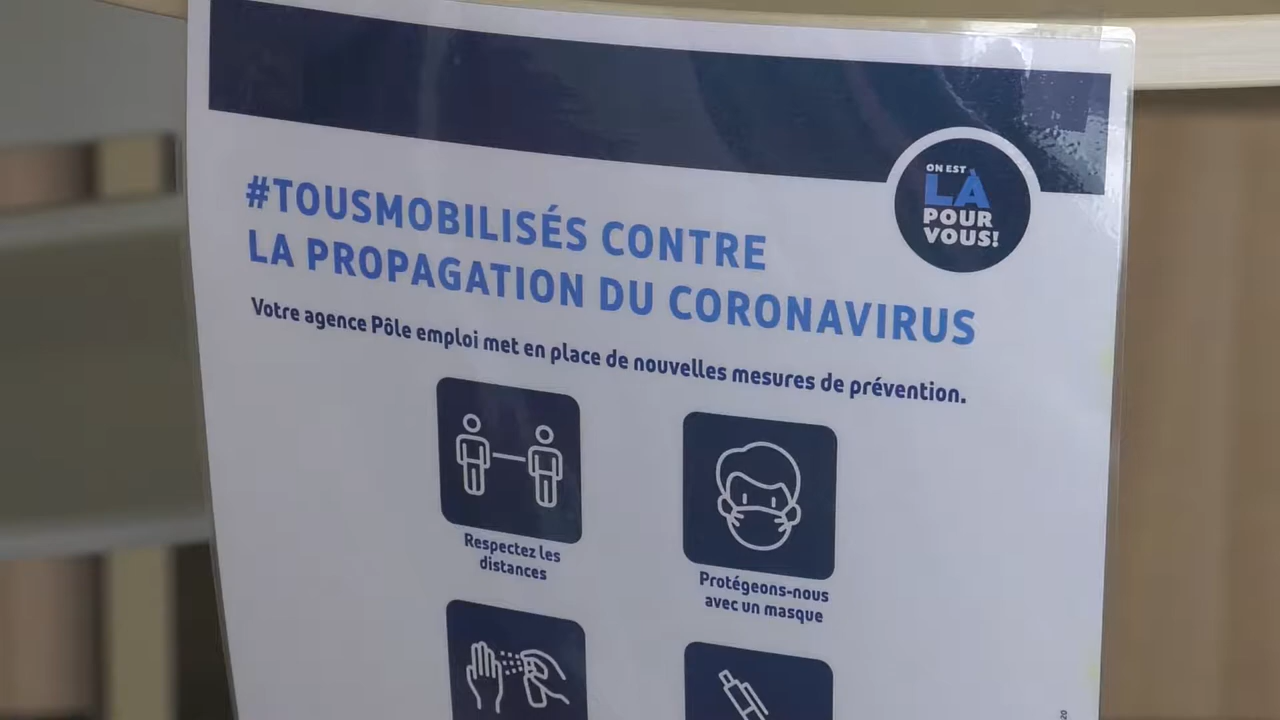 ON EST
LÀ
POUR
VOUS!
#TOUSMOBILISÉS CONTRE
LA PROPAGATION DU CORONAVIRUS
Votre agence Pôle emploi met en place de nouvelles mesures de prévention.
Respectez les
distances
Protégeons-nous
avec un masque
20